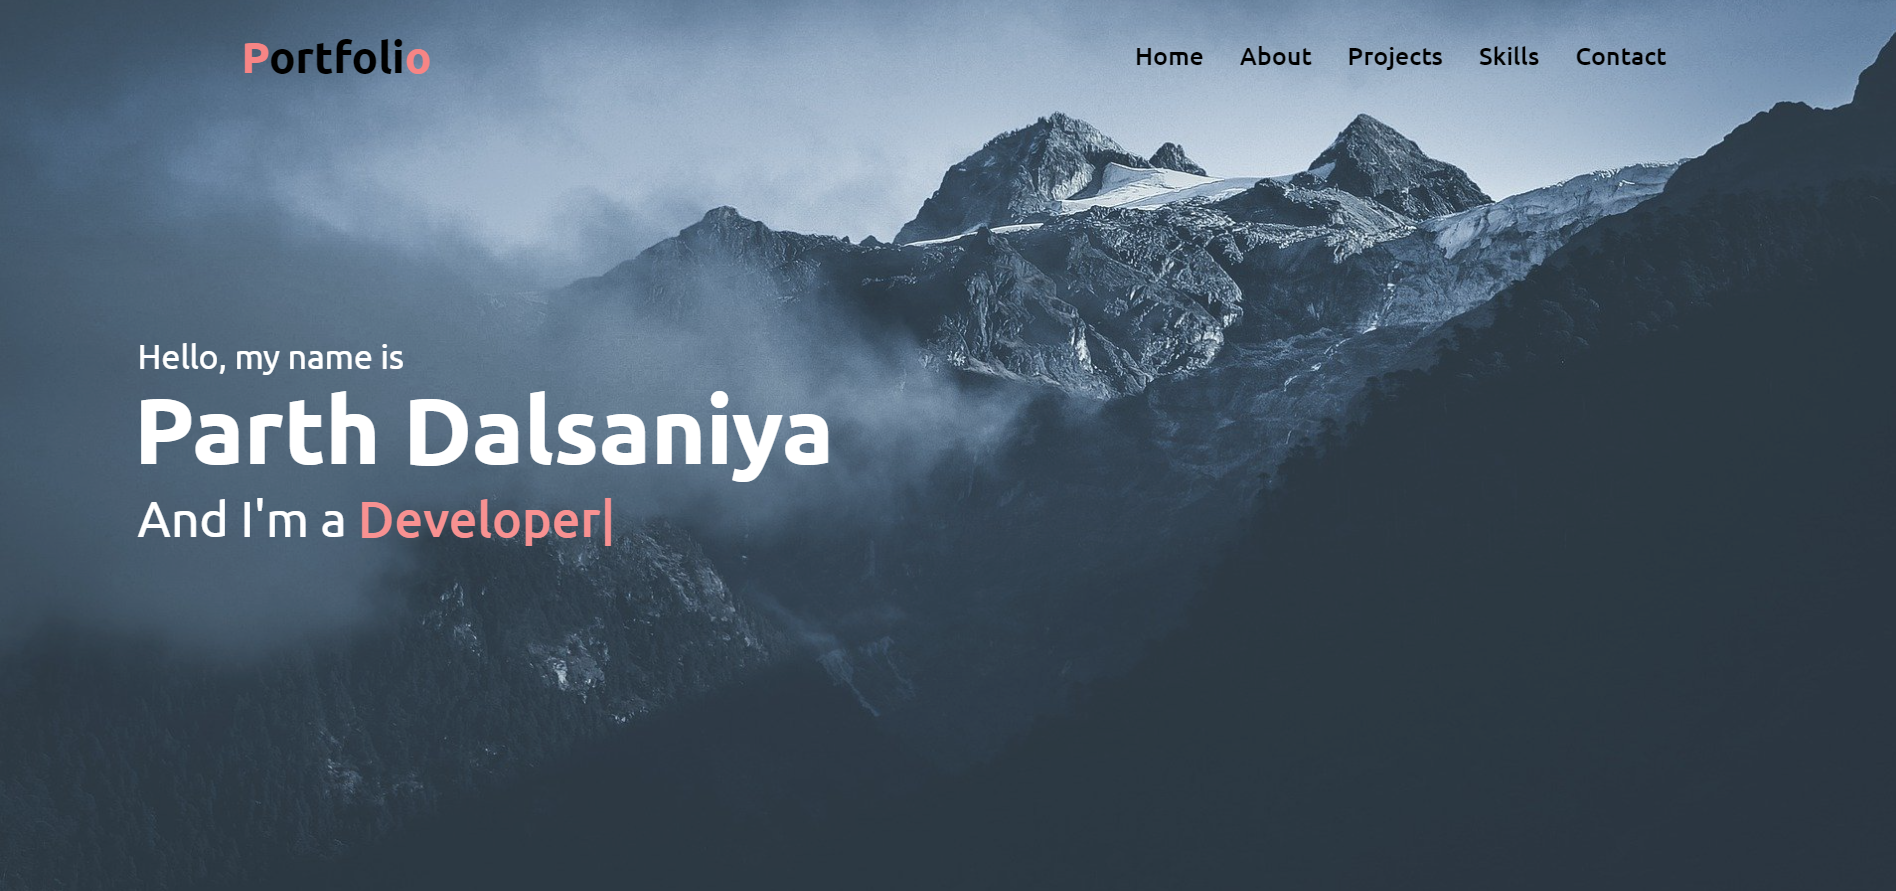 Portfolio
Home About Projects Skills Contact
Hello, my name is
Parth Dalsaniya
And I'm a Developer|